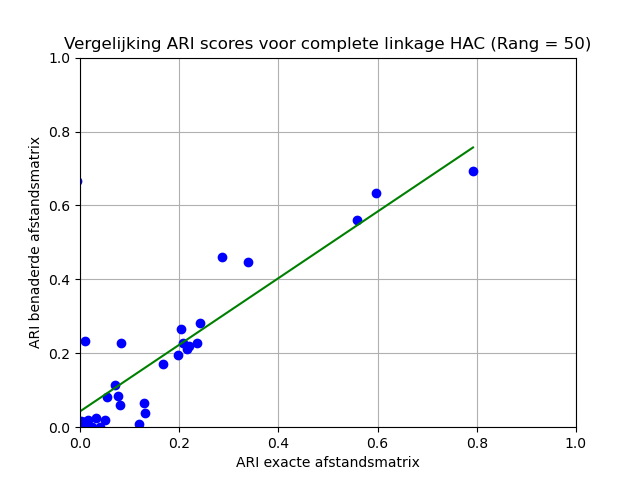 Vergelijking ARI scores voor complete linkage HAC (Rang = 50)
1.0
0.8
0.6
0.4
0.2
0.0
ARI benaderde afstandsmatrix
0.0 0.2 0.4 0.6 0.8 1.0
ARI exacte afstandsmatrix